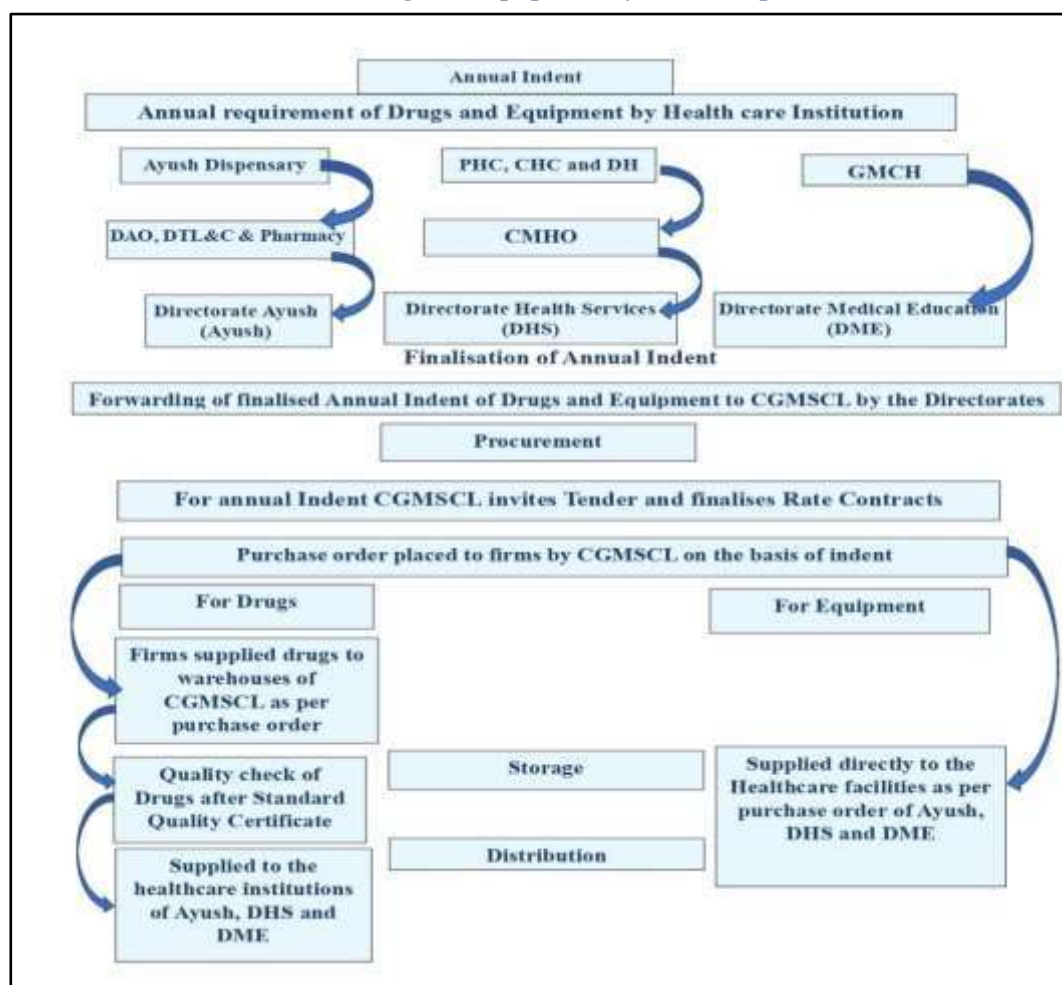 Annual Indent
Annual requirement of Drugs and Equipment by Health care Institution
Ayush Dispensary
PHC, CHC and DH
GMCH
DAO, DTL&C & Pharmacy
CMHO
Directorate Ayush
(Ayush)
Directorate Health Services
(DHS)
Directorate Medical Education
(DME)
Finalisation of Annual Indent
Forwarding of finalised Annual Indent of Drugs and Equipment to CGMSCL by the Directorates
Procurement
For annual Indent CGMSCL invites Tender and finalises Rate Contracts
Purchase order placed to firms by CGMSCL on the basis of indent
For Drugs
For Equipment
Firms supplied drugs to
warehouses of
CGMSCL as per
purchase order
Quality check of
Drugs after Standard
Quality Certificate
Storage
Supplied directly to the
Healthcare facilities as per
purchase order of Ayush,
DHS and DME
Distribution
Supplied to the
healthcare institutions
of Ayush, DHS and
DME